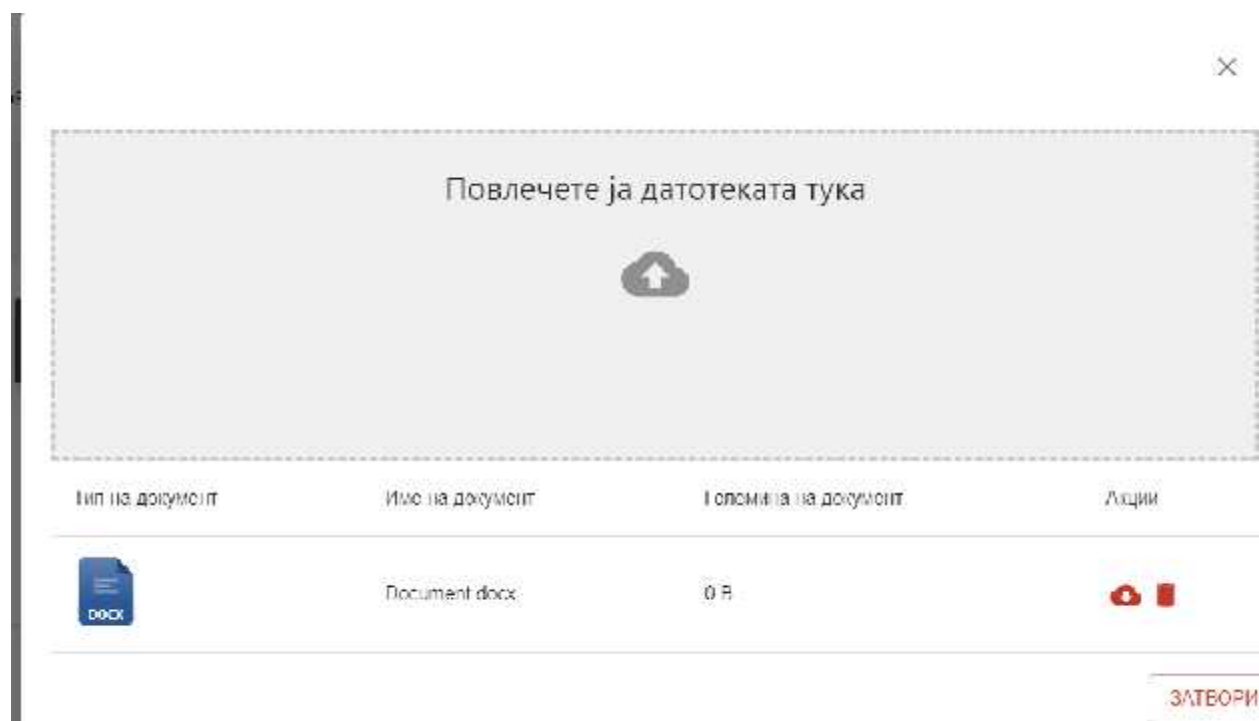 Повлечете ја датотеката тука
Тип на документ Име на документ Големина на документ Акции
DOCX Document.docx 0 B
ЗАТВОРИ